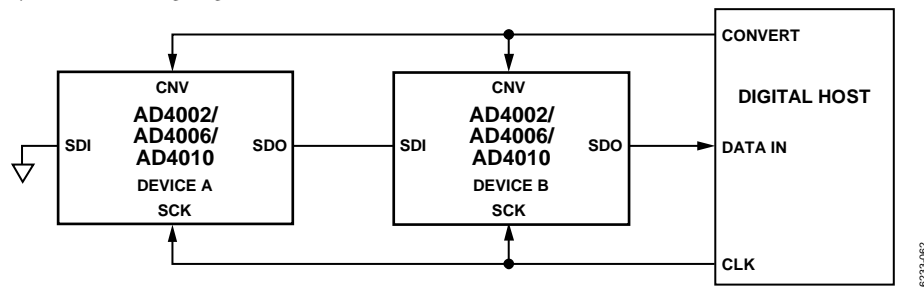 CONVERT
CNV
AD4002/
AD4006/
AD4010
DEVICE A
SCK
SDI
SDO
CNV
AD4002/
AD4006/
AD4010
DEVICE B
SCK
SDI
SDO
DIGITAL HOST
DATA IN
CLK